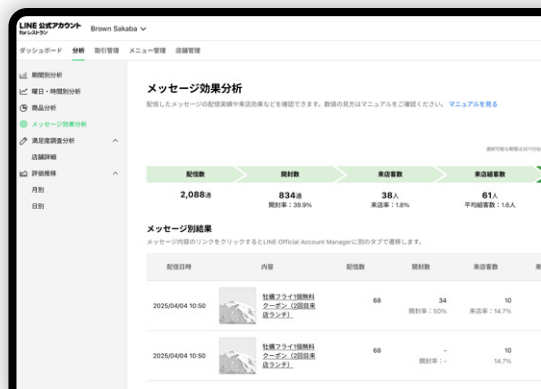 LINE 公式アカウント
forレストラン
Brown Sakaba
ダッシュボード 分析 取引管理 メニュー管理 店舗管理
期間別分析
曜日・時間別分析
商品分析
メッセージ効果分析
満足度調査分析
店舗詳細
評価推移
月別
日別
メッセージ効果分析
配信したメッセージの配信実績や来店効果などを確認できます。数値の見方はマニュアルをご確認ください。 マニュアルを見る
選択可能な期間は2017/
配信数 開封数 来店客数 来店組客数
2,088通 834通 38人 61人
開封率:39.9% 来店率:1.8% 平均組客数:1.6人
メッセージ別結果
メッセージ内容のリンクをクリックするとLINE Official Account Managerに別のタブで遷移します。
配信日時 内容 配信数 開封数 来店客数 来
2025/04/04 10:50
牡蠣フライ1個無料
クーポン(2回目来
店ランチ)
68 34 10
開封率:50% 来店率:14.7%
2025/04/04 10:50
牡蠣フライ1個無料
クーポン(2回目来
店ランチ)
68 - 10
開封率:- 14.7%